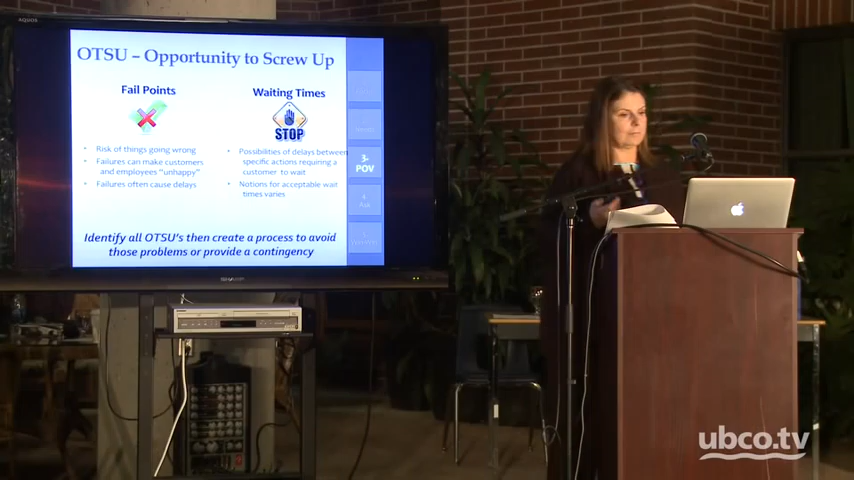 OTSU – Opportunity to Screw Up
Fail Points
Waiting Times
STOP
• Risk of things going wrong
• Failures can make customers
and employees "unhappy"
• Failures often cause delays
• Possibilities of delays between
specific actions requiring a
customer to wait
• Notions for acceptable wait
times varies
3-
POV
4
Ask
Identify all OTSU's then create a process to avoid
those problems or provide a contingency
ubco.tv